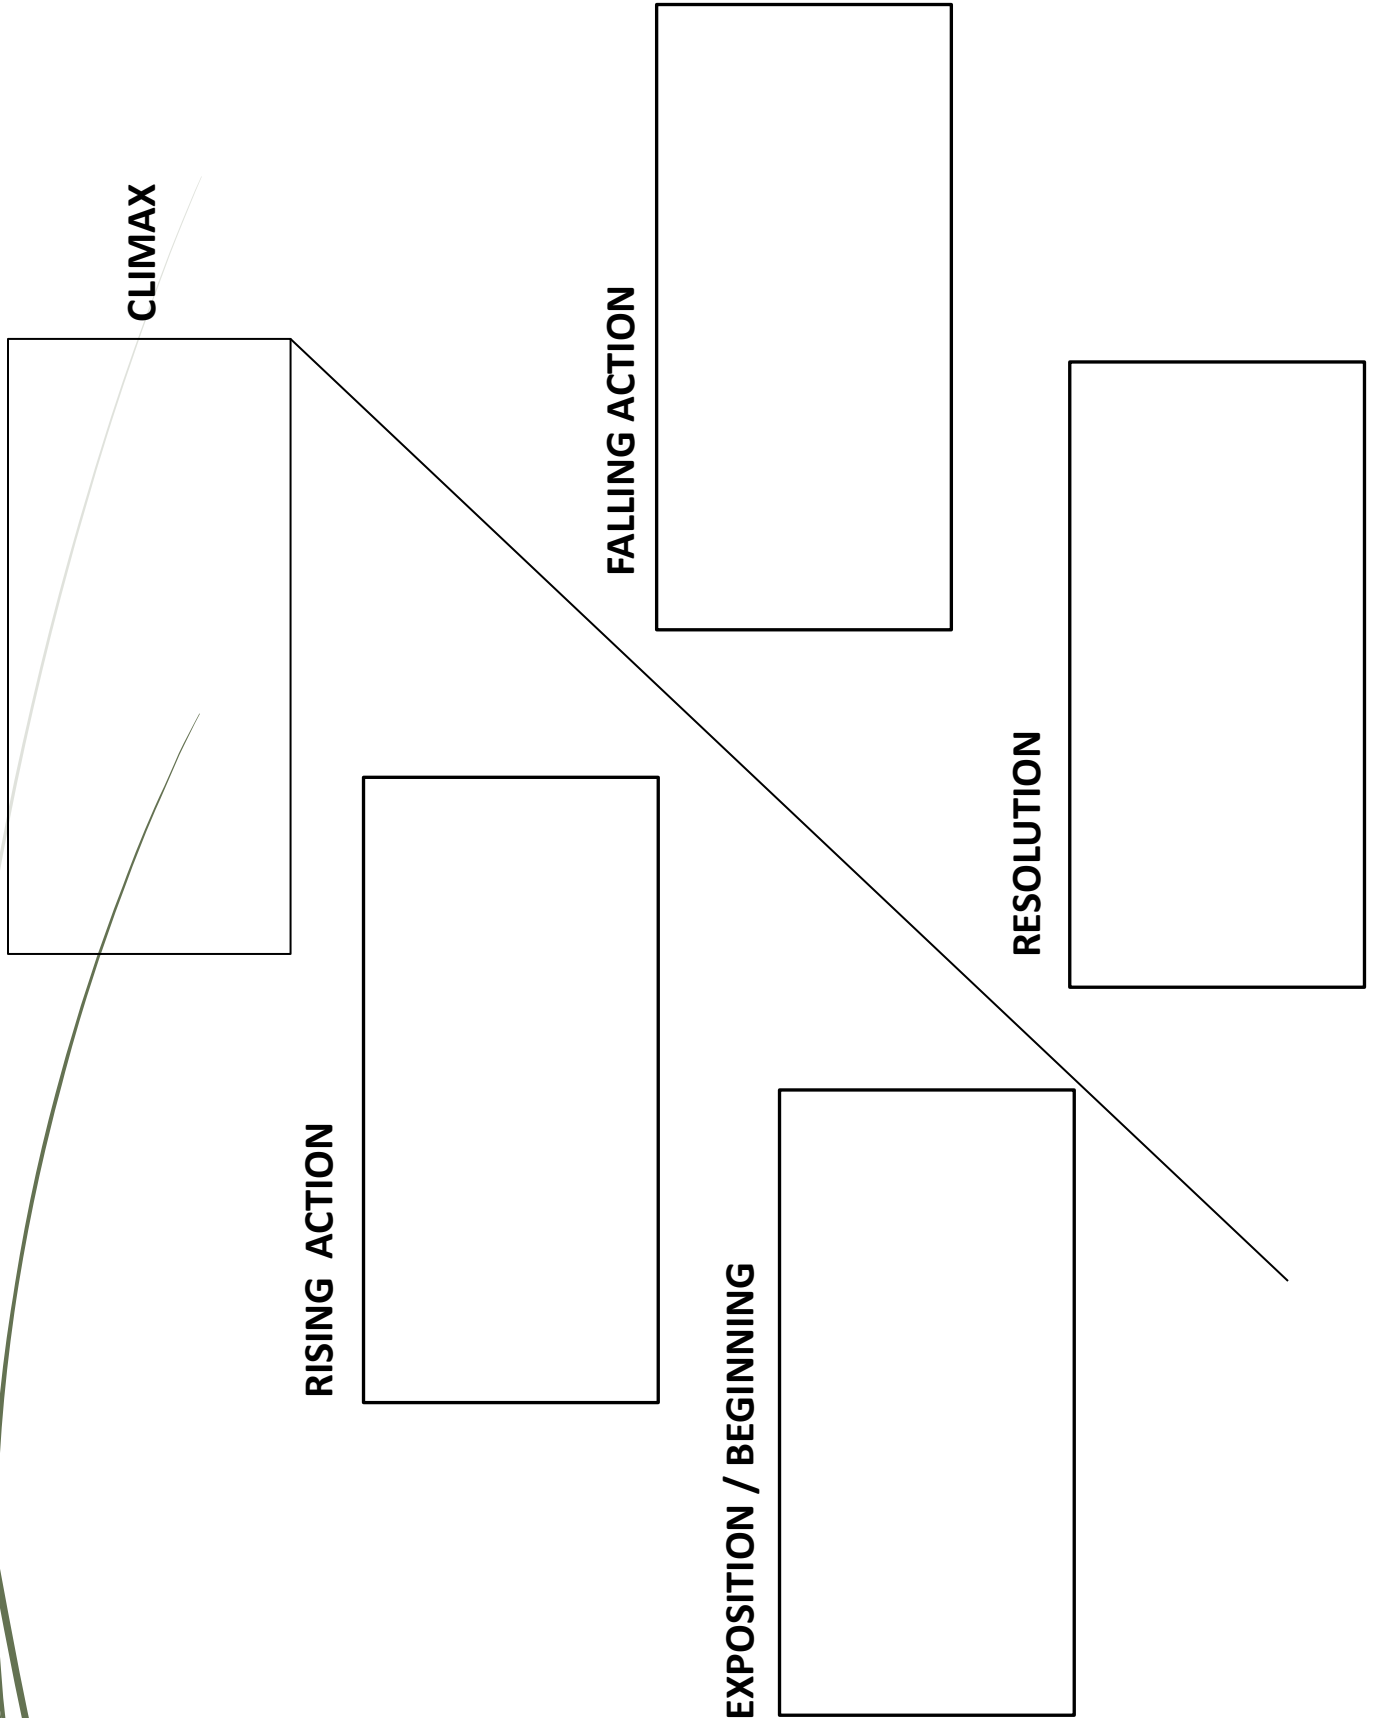 CLIMAX
RISING ACTION
FALLING ACTION
EXPOSITION / BEGINNING
RESOLUTION